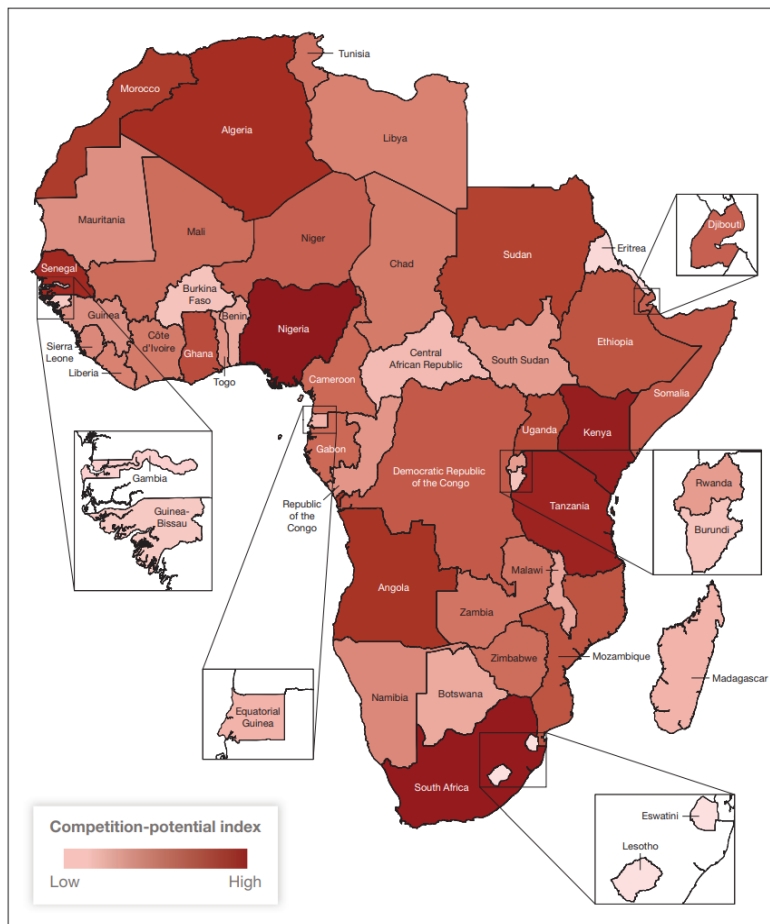 Tunisia
Morocco
Algeria
Libya
Mauritania
Mali
Niger
Chad
Sudan
Eritrea
Djibouti
Senegal
Burkina
Faso
Guinea
Benin
Nigeria
Côte
d'Ivoire
Ghana
Sierra
Leone
Liberia
Togo
Cameroon
Central
African Republic
South Sudan
Ethiopia
Somalia
Uganda
Kenya
Gabon
Democratic Republic
of the Congo
Republic
of the
Congo
Gambia
Guinea-
Bissau
Tanzania
Rwanda
Burundi
Angola
Malawi
Zambia
Zimbabwe
Mozambique
Madagascar
Namibia
Botswana
Equatorial
Guinea
South Africa
Eswatini
Lesotho
Competition-potential index
Low
High